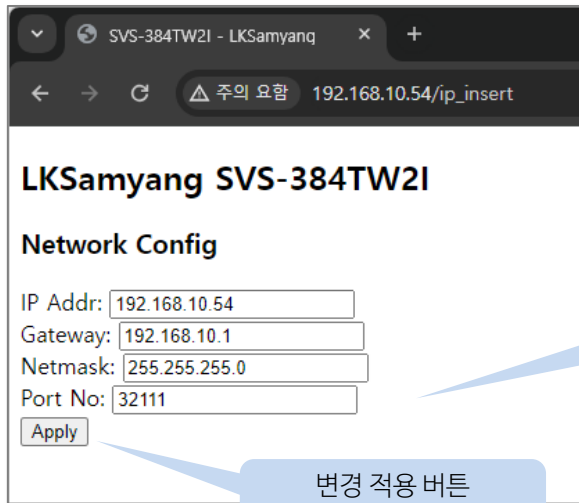 SVS-384TW2I - LKSamyang
주의 요함 192.168.10.54/ip_insert
LKSamyang SVS-384TW2I
Network Config
IP Addr: 192.168.10.54
Gateway: 192.168.10.1
Netmask: 255.255.255.0
Port No: 32111
Apply
변경 적용 버튼